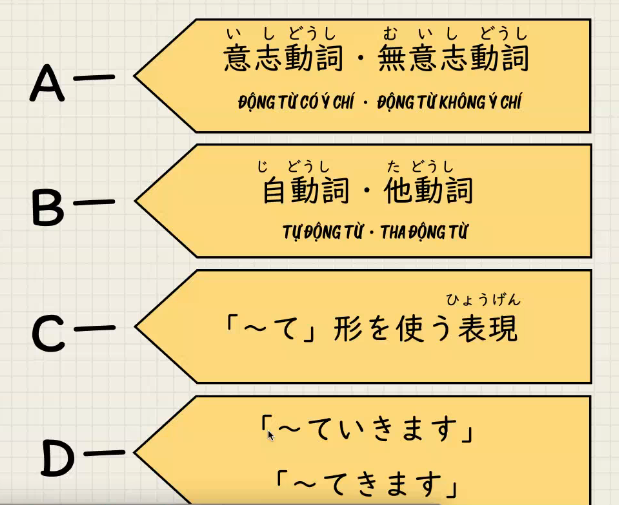 い し どうし む い し どうし
A 意志動詞・無意志動詞
ĐỘNG TỪ CÓ Ý CHÍ · ĐỘNG TỪ KHÔNG Ý CHÍ
じ どうし た どうし
B 自動詞・他動詞
TỰ ĐỘNG TỪ · THA ĐỘNG TỪ
ひょうげん
C 「～て」形を使う表現
D 「～ていきます」
「～てきます」